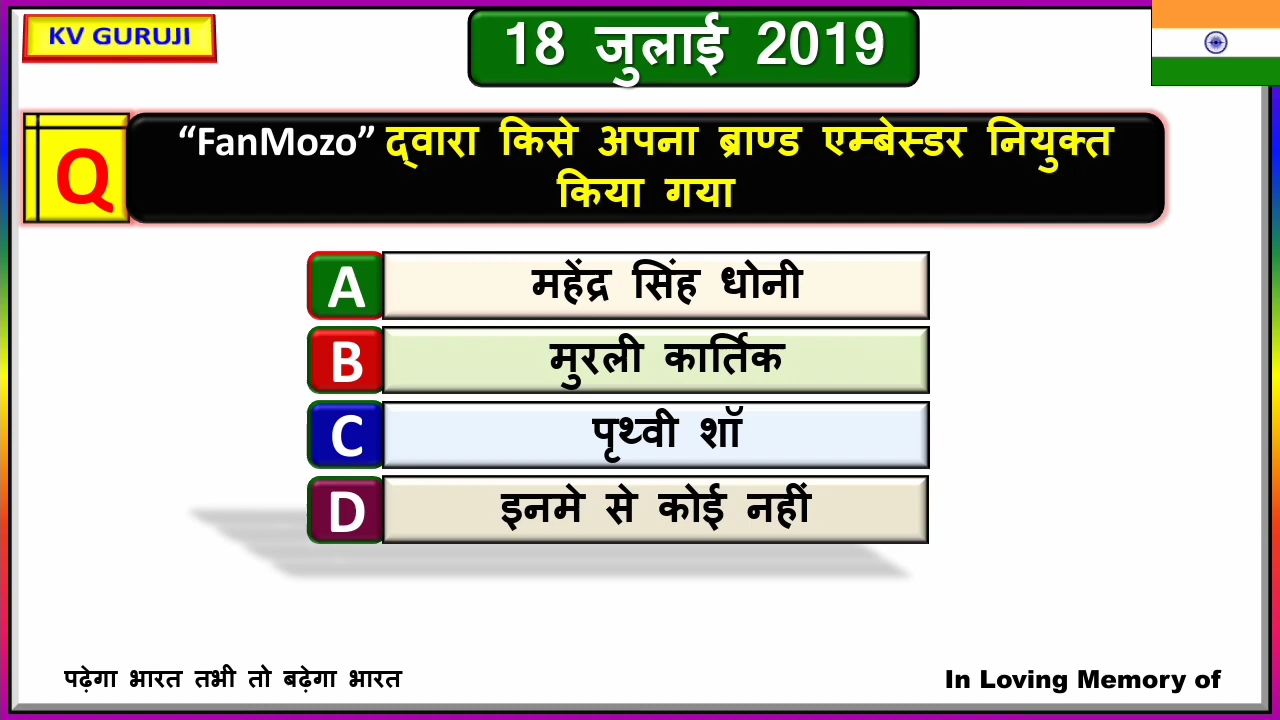 KV GURUJI
18 जुलाई 2019
Q
“FanMozo” द्वारा किसे अपना ब्राण्ड एम्बेस्डर नियुक्त
किया गया
A महेंद्र सिंह धोनी
B मुरली कार्तिक
C पृथ्वी शॉ
D इनमे से कोई नहीं
पढ़ेगा भारत तभी तो बढ़ेगा भारत
In Loving Memory of